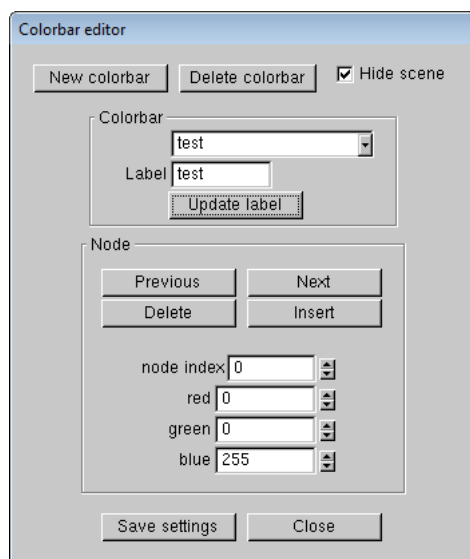 Colorbar editor
New colorbar Delete colorbar Hide scene
Colorbar
test
Label test
Update label
Node
Previous Next
Delete Insert
node index 0
red 0
green 0
blue 255
Save settings Close